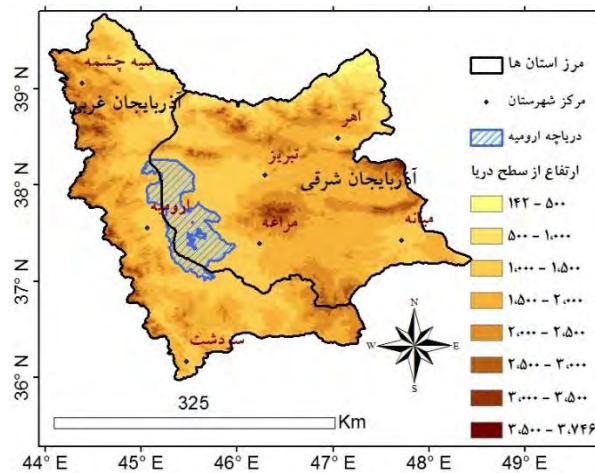 سیه چشمه
آذربایجان غربی
اهر
تبریز
آذربایجان شرقی
ارومیه
مراغه
میانه
سردشت
39° N
38° N
37° N
36° N
44° E
45° E
46° E
47° E
48° E
49° E
325
Km
N
W
E
S
مرز استان ها
مرکز شهرستان
دریاچه ارومیه
ارتفاع از سطح دریا
۱۴۲ - ۵۰۰
۵۰۰ - ۱،۰۰۰
۱،۰۰۰ - ۱،۵۰۰
۱،۵۰۰ - ۲،۰۰۰
۲،۰۰۰ - ۲،۵۰۰
۲،۵۰۰ - ۳،۰۰۰
۳،۰۰۰ - ۳،۵۰۰
۳،۵۰۰ - ۳،۷۴۶